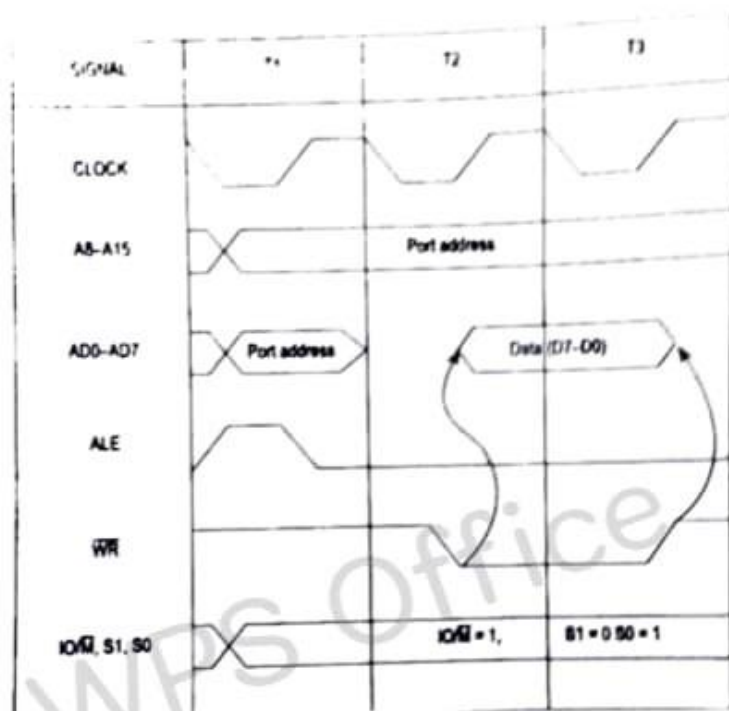 SIGNAL T1 T2 T3
CLOCK
A8–A15 Port address
AD0–AD7 Port address Data (D7–D0)
ALE
W̅R̅
IO/M̅, S1, S0 IO/M̅ = 1, S1 = 0 S0 = 1
WPS Office